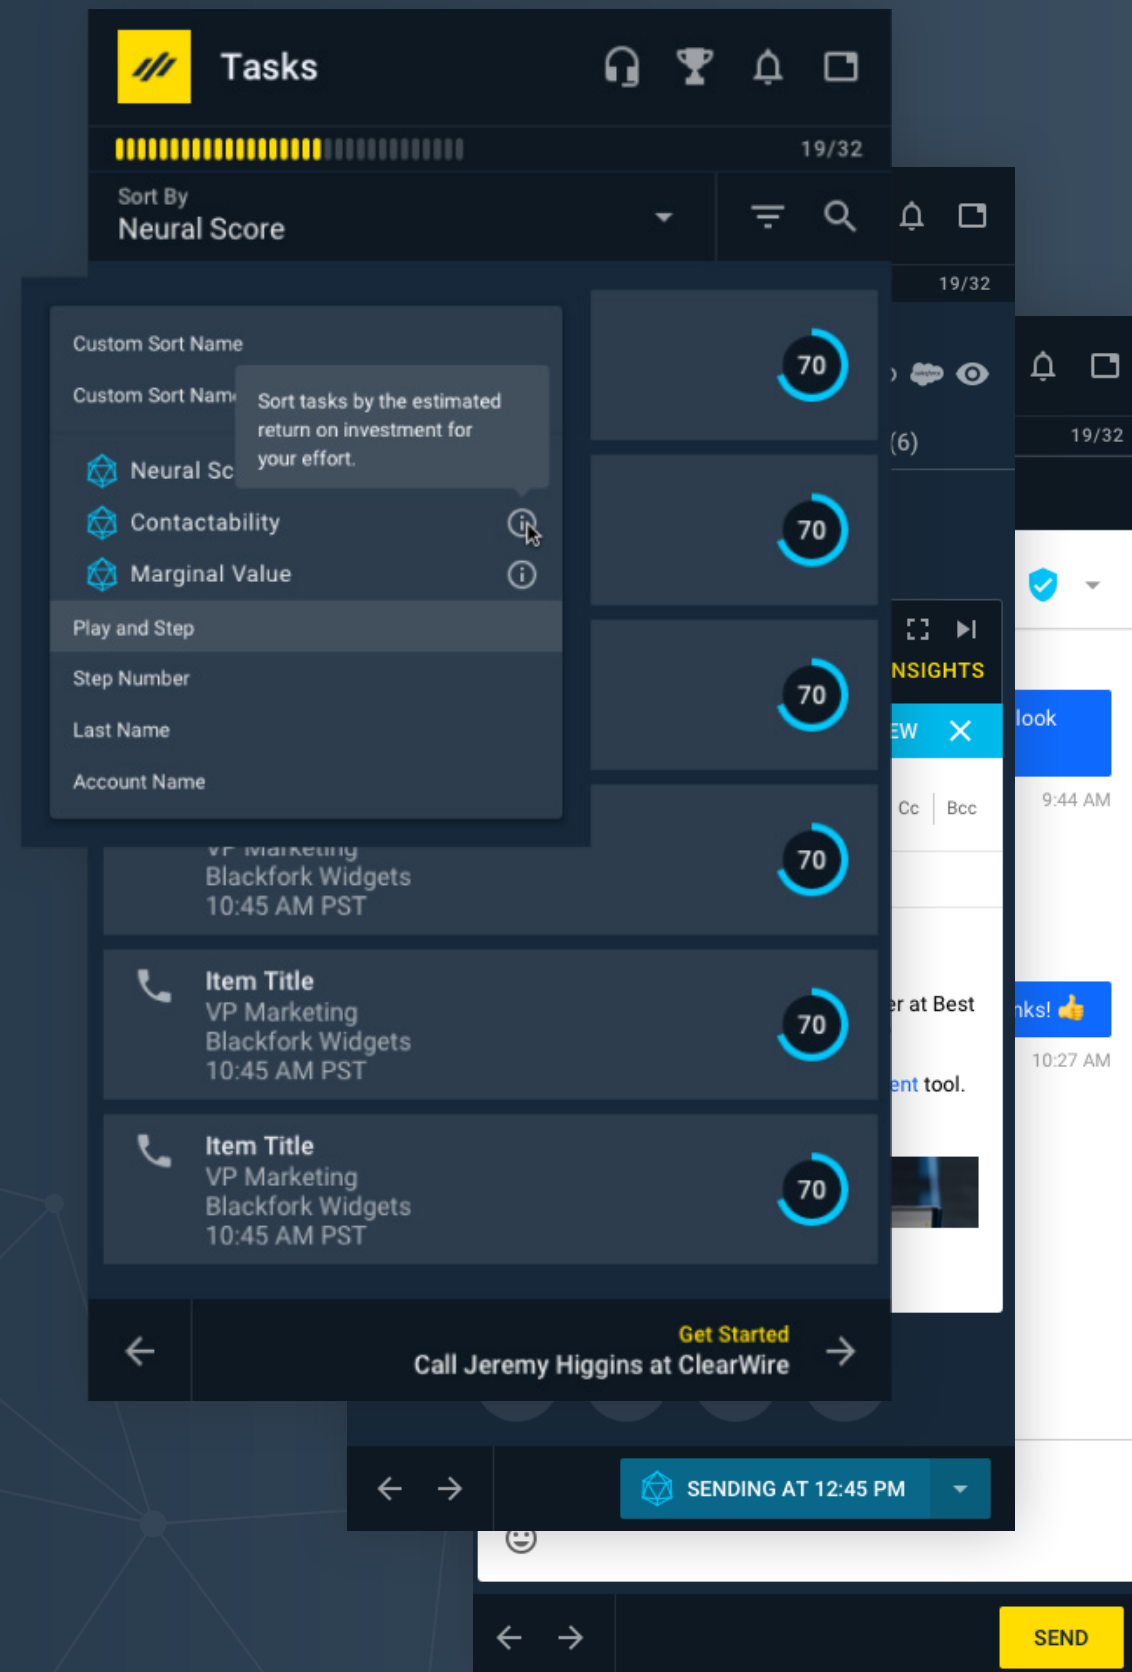 Tasks
19/32
Sort By
Neural Score
19/32
Custom Sort Name
Custom Sort Nam
Sort tasks by the estimated
return on investment for
your effort.
Neural Sc
Contactability
Marginal Value
Play and Step
Step Number
Last Name
Account Name
70
70
70
70
VP Marketing
Blackfork Widgets
10:45 AM PST
Item Title
VP Marketing
Blackfork Widgets
10:45 AM PST
70
Item Title
VP Marketing
Blackfork Widgets
10:45 AM PST
70
Get Started
Call Jeremy Higgins at ClearWire
(6)
NSIGHTS
EW
Cc
Bcc
er at Best
ent tool.
SENDING AT 12:45 PM
19/32
look
9:44 AM
nks! 👍
10:27 AM
SEND